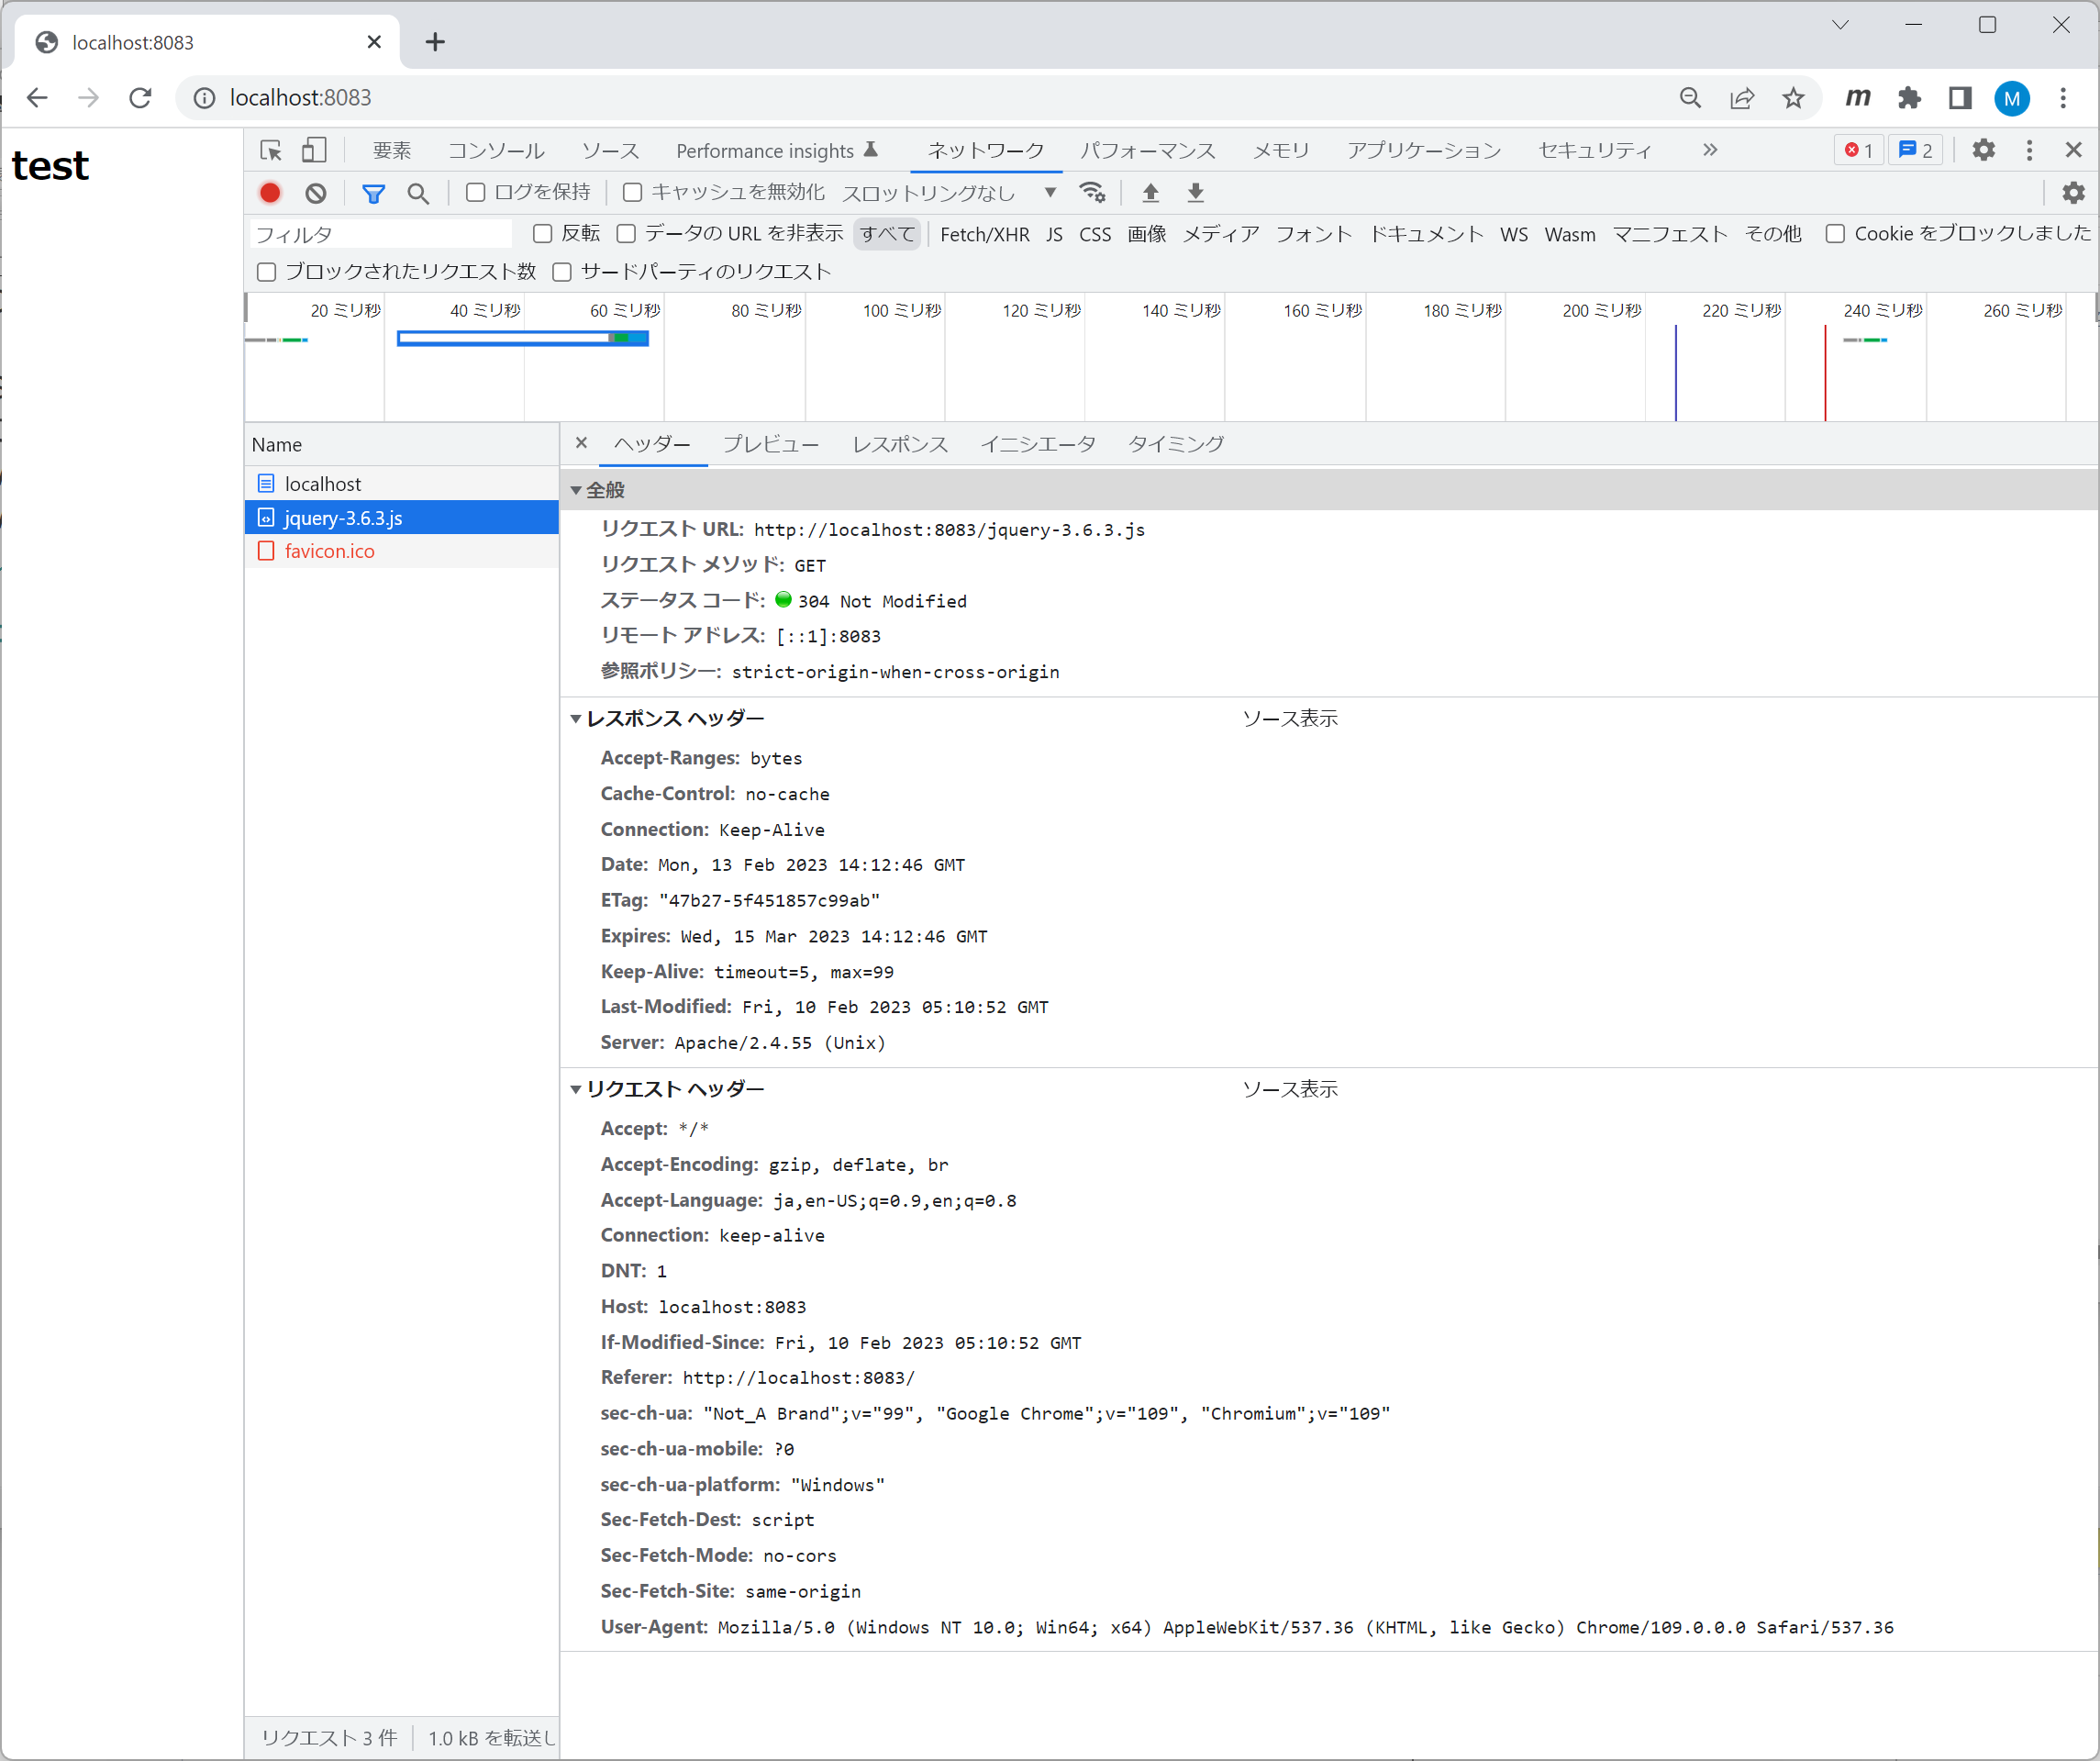 localhost:8083
localhost:8083
M
test
要素 コンソール ソース Performance insights ネットワーク パフォーマンス メモリ アプリケーション セキュリティ 1 2
ログを保持 キャッシュを無効化 スロットリングなし
フィルタ 反転 データの URL を非表示 すべて Fetch/XHR JS CSS 画像 メディア フォント ドキュメント WS Wasm マニフェスト その他 Cookie をブロックしました
ブロックされたリクエスト数 サードパーティのリクエスト
20 ミリ秒 40 ミリ秒 60 ミリ秒 80 ミリ秒 100 ミリ秒 120 ミリ秒 140 ミリ秒 160 ミリ秒 180 ミリ秒 200 ミリ秒 220 ミリ秒 240 ミリ秒 260 ミリ秒
Name
localhost
jquery-3.6.3.js
favicon.ico
ヘッダー プレビュー レスポンス イニシエータ タイミング
全般
リクエスト URL: http://localhost:8083/jquery-3.6.3.js
リクエスト メソッド: GET
ステータス コード: 304 Not Modified
リモート アドレス: [::1]:8083
参照ポリシー: strict-origin-when-cross-origin
レスポンス ヘッダー ソース表示
Accept-Ranges: bytes
Cache-Control: no-cache
Connection: Keep-Alive
Date: Mon, 13 Feb 2023 14:12:46 GMT
ETag: "47b27-5f451857c99ab"
Expires: Wed, 15 Mar 2023 14:12:46 GMT
Keep-Alive: timeout=5, max=99
Last-Modified: Fri, 10 Feb 2023 05:10:52 GMT
Server: Apache/2.4.55 (Unix)
リクエスト ヘッダー ソース表示
Accept: */*
Accept-Encoding: gzip, deflate, br
Accept-Language: ja,en-US;q=0.9,en;q=0.8
Connection: keep-alive
DNT: 1
Host: localhost:8083
If-Modified-Since: Fri, 10 Feb 2023 05:10:52 GMT
Referer: http://localhost:8083/
sec-ch-ua: "Not_A Brand";v="99", "Google Chrome";v="109", "Chromium";v="109"
sec-ch-ua-mobile: ?0
sec-ch-ua-platform: "Windows"
Sec-Fetch-Dest: script
Sec-Fetch-Mode: no-cors
Sec-Fetch-Site: same-origin
User-Agent: Mozilla/5.0 (Windows NT 10.0; Win64; x64) AppleWebKit/537.36 (KHTML, like Gecko) Chrome/109.0.0.0 Safari/537.36
リクエスト 3 件 1.0 kB を転送し